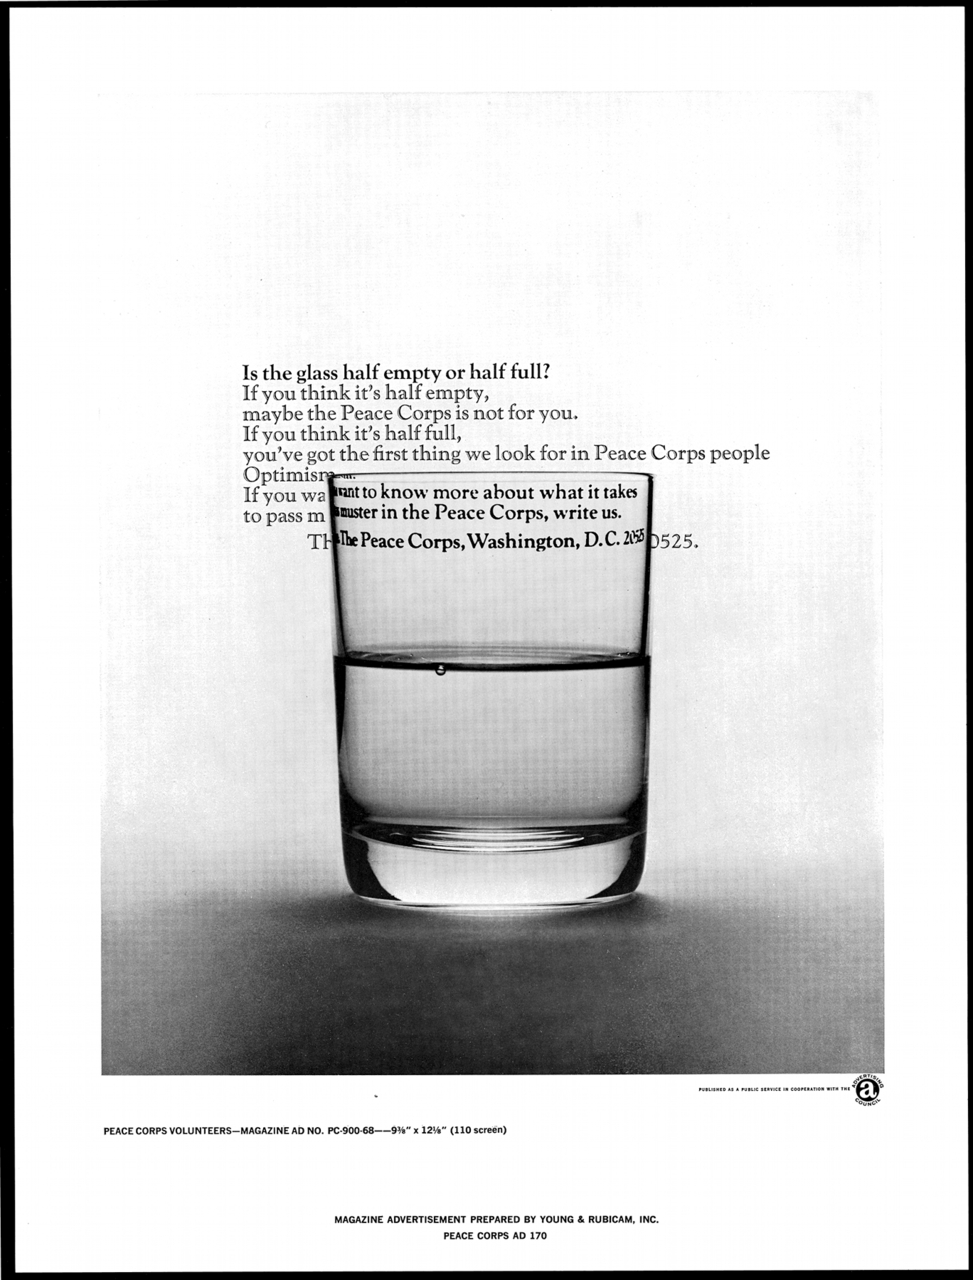 Is the glass half empty or half full?
If you think it's half empty,
maybe the Peace Corps is not for you.
If you think it's half full,
you've got the first thing we look for in Peace Corps people
Optimism
If you want to know more about what it takes
to pass muster in the Peace Corps, write us.
The Peace Corps, Washington, D.C. 20525.
PUBLISHED AS A PUBLIC SERVICE IN COOPERATION WITH THE
ADVERTISING
a
COUNCIL
PEACE CORPS VOLUNTEERS—MAGAZINE AD NO. PC-900-68——9⅜" x 12⅛" (110 screen)
MAGAZINE ADVERTISEMENT PREPARED BY YOUNG & RUBICAM, INC.
PEACE CORPS AD 170